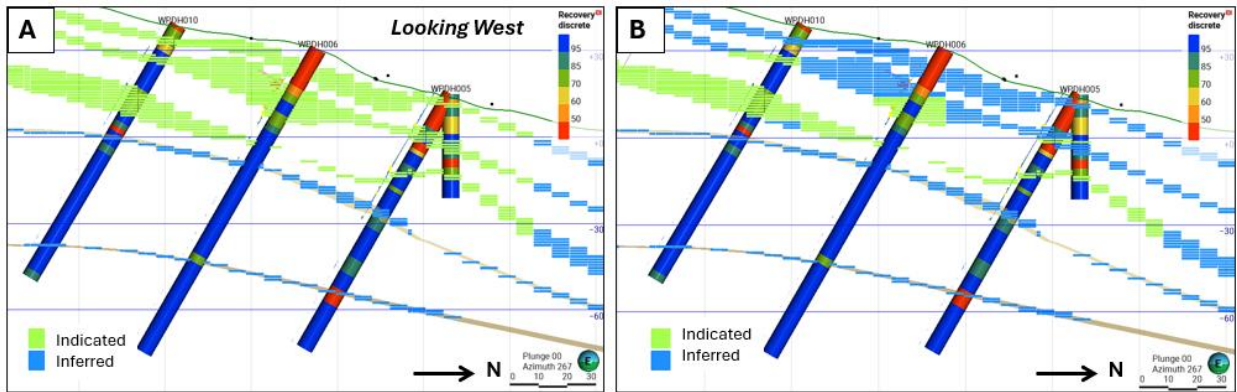 A
Looking West
WPDH010
WPDH006
WPDH005
Recovery
discrete
95
85
70
60
50
+30
+0
-30
-60
Indicated
Inferred
N
Plunge 00
Azimuth 267
0 10 20 30
E
B
WPDH010
WPDH006
WPDH005
Recovery
discrete
95
85
70
60
50
+30
+0
-30
-60
Indicated
Inferred
N
Plunge 00
Azimuth 267
0 10 20 30
E